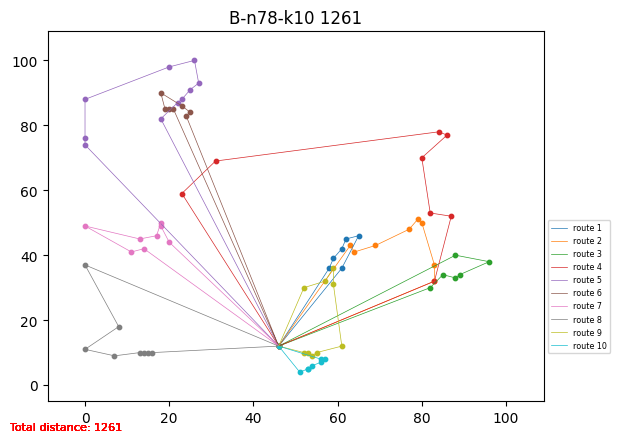 B-n78-k10 1261
100
80
60
40
20
0
0 20 40 60 80 100
route 1
route 2
route 3
route 4
route 5
route 6
route 7
route 8
route 9
route 10
Total distance: 1261